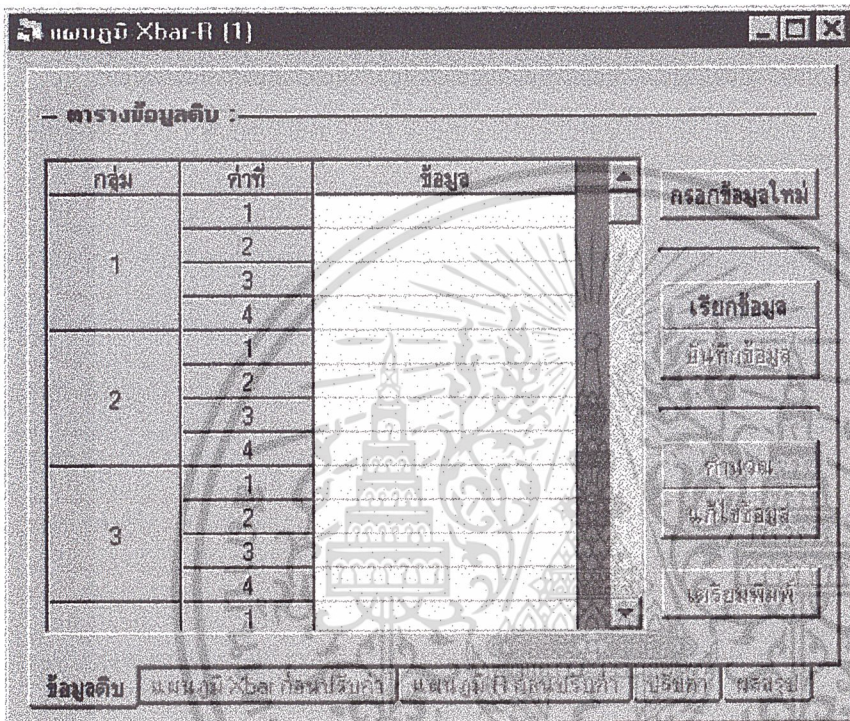 แผนภูมิ Xbar-R (1)
ตารางข้อมูลดิบ :
กลุ่ม ค่าที่ ข้อมูล
กรอกข้อมูลใหม่
1
1
2
3
4
เรียกข้อมูล
บันทึกข้อมูล
2
1
2
3
4
คำนวณ
แก้ไขข้อมูล
3
1
2
3
4
เตรียมพิมพ์
1
ข้อมูลดิบ แผนภูมิ Xbar ก่อนปรับค่า แผนภูมิ R ก่อนปรับค่า ปรับค่า ผลสรุป